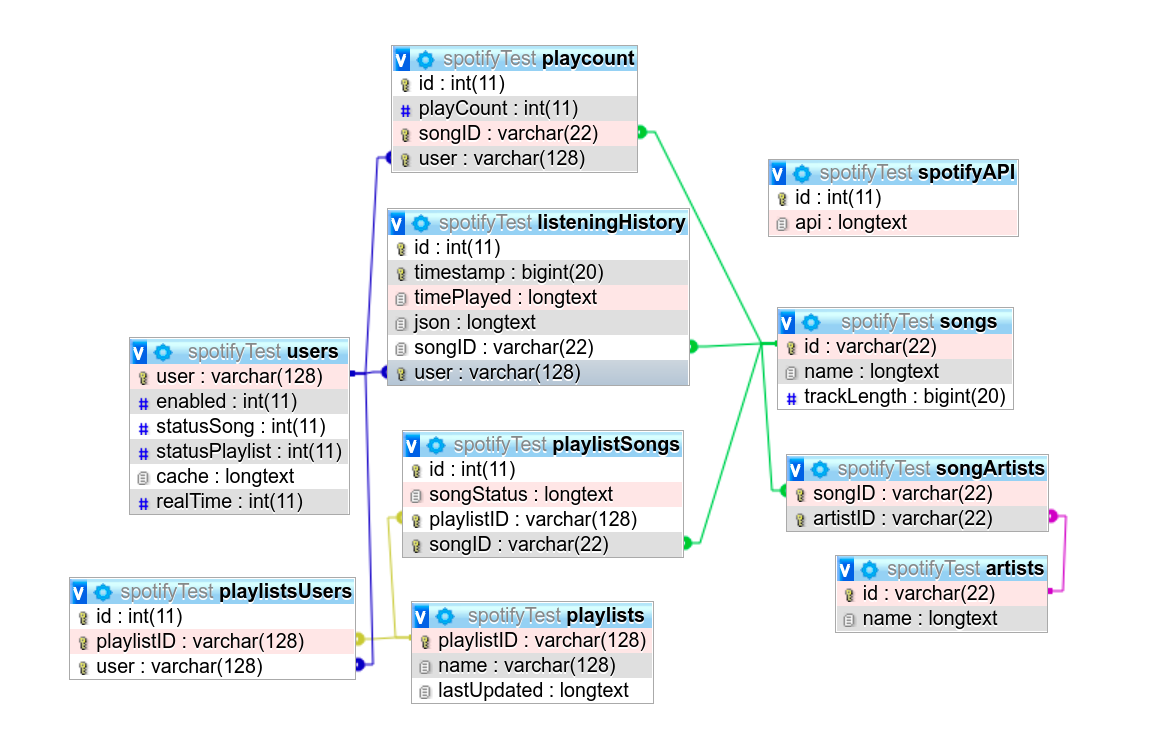 spotifyTest playcount
id : int(11)
# playCount : int(11)
songID : varchar(22)
user : varchar(128)
spotifyTest spotifyAPI
id : int(11)
api : longtext
spotifyTest listeningHistory
id : int(11)
timestamp : bigint(20)
timePlayed : longtext
json : longtext
songID : varchar(22)
user : varchar(128)
spotifyTest songs
id : varchar(22)
name : longtext
# trackLength : bigint(20)
spotifyTest users
user : varchar(128)
# enabled : int(11)
# statusSong : int(11)
# statusPlaylist : int(11)
cache : longtext
# realTime : int(11)
spotifyTest playlistSongs
id : int(11)
songStatus : longtext
playlistID : varchar(128)
songID : varchar(22)
spotifyTest songArtists
songID : varchar(22)
artistID : varchar(22)
spotifyTest artists
id : varchar(22)
name : longtext
spotifyTest playlistsUsers
id : int(11)
playlistID : varchar(128)
user : varchar(128)
spotifyTest playlists
playlistID : varchar(128)
name : varchar(128)
lastUpdated : longtext